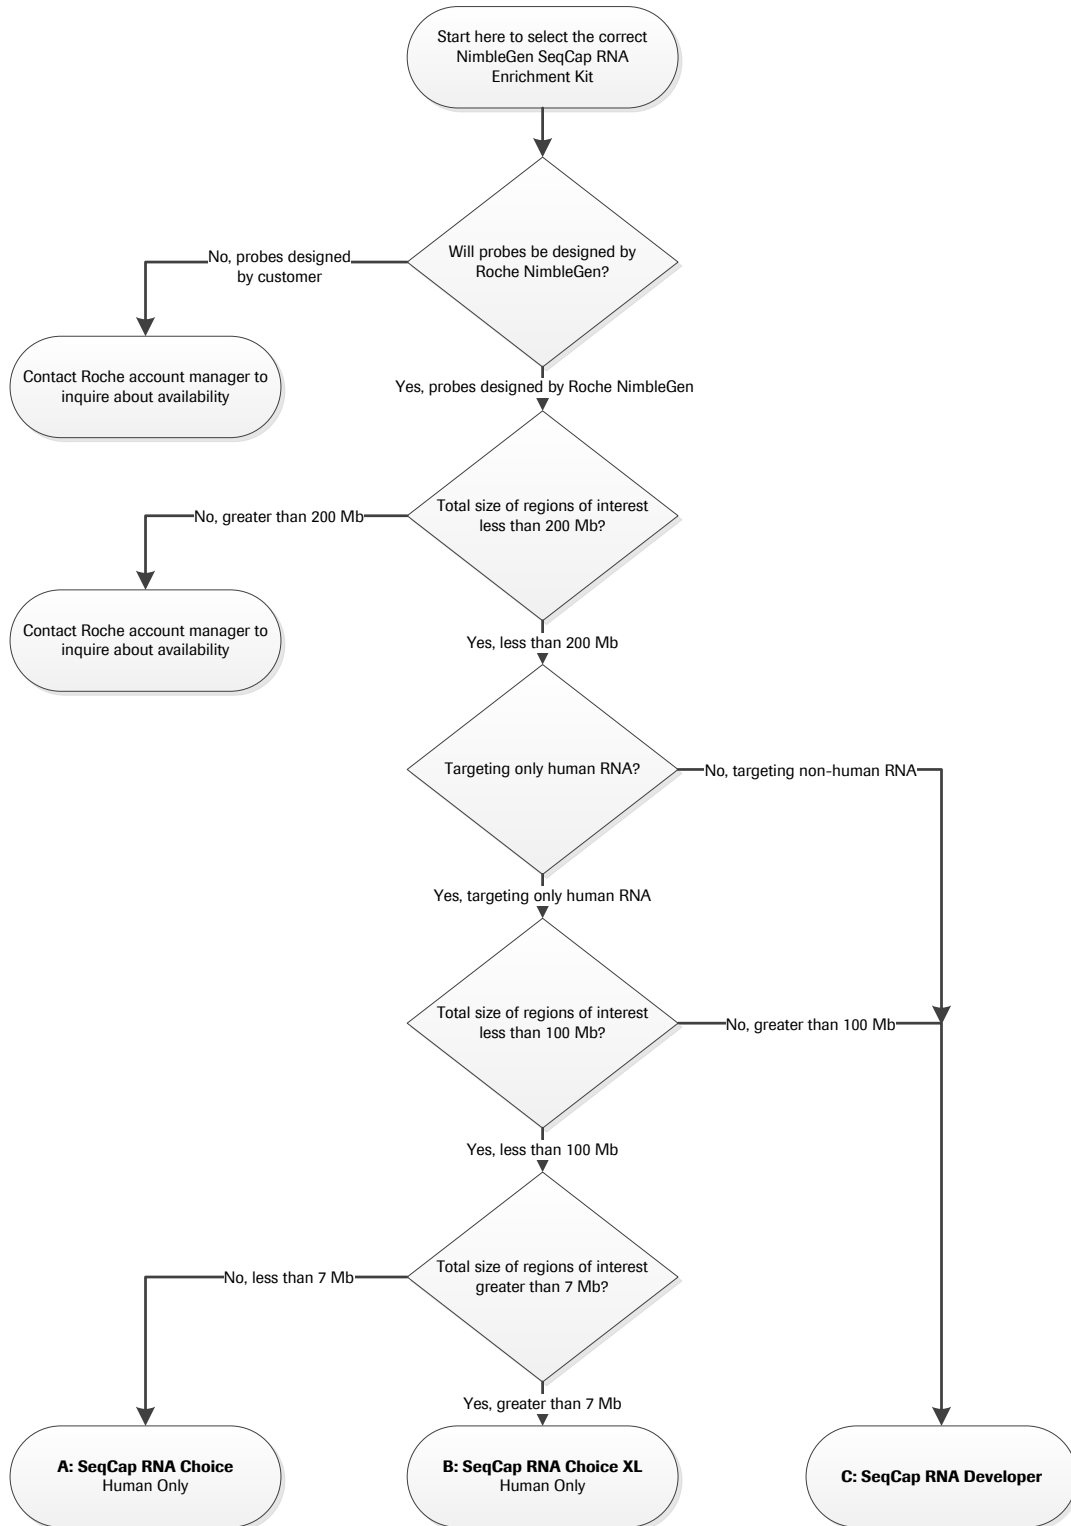 Start here to select the correct
NimbleGen SeqCap RNA
Enrichment Kit
Will probes be designed by
Roche NimbleGen?
No, probes designed
by customer
Contact Roche account manager to
inquire about availability
Yes, probes designed by Roche NimbleGen
Total size of regions of interest
less than 200 Mb?
No, greater than 200 Mb
Contact Roche account manager to
inquire about availability
Yes, less than 200 Mb
Targeting only human RNA?
No, targeting non-human RNA
Yes, targeting only human RNA
Total size of regions of interest
less than 100 Mb?
No, greater than 100 Mb
Yes, less than 100 Mb
Total size of regions of interest
greater than 7 Mb?
No, less than 7 Mb
Yes, greater than 7 Mb
A: SeqCap RNA Choice
Human Only
B: SeqCap RNA Choice XL
Human Only
C: SeqCap RNA Developer